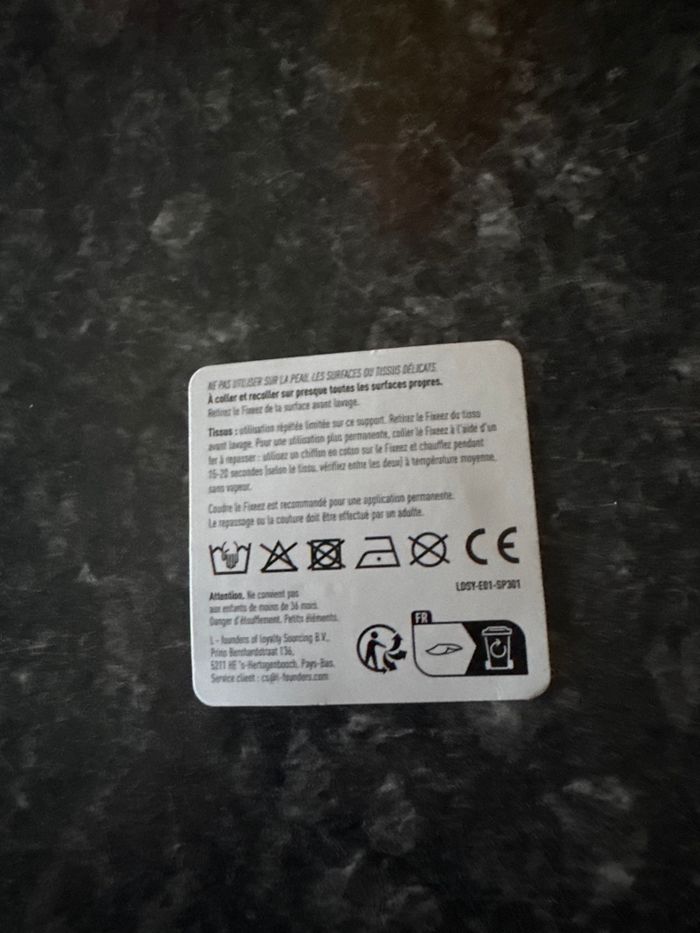 NE PAS UTILISER SUR LA PEAU, LES SURFACES OU TISSUS DÉLICATS.
À coller et recoller sur presque toutes les surfaces propres.
Retirez le Fixeez de la surface avant lavage.
Tissus : utilisation répétée limitée sur ce support. Retirez le Fixeez du tissu
avant lavage. Pour une utilisation plus permanente, coller le Fixeez à l'aide d'un
fer à repasser : utilisez un chiffon en coton sur le Fixeez et chauffez pendant
15-20 secondes (selon le tissu, vérifiez entre les deux) à température moyenne,
sans vapeur.
Coudre le Fixeez est recommandé pour une application permanente.
Le repassage ou la couture doit être effectué par un adulte.
CE
LDSY-E01-SP301
Attention. Ne convient pas
aux enfants de moins de 36 mois.
Danger d'étouffement. Petits éléments.
L - founders of loyalty Sourcing B.V.,
Prins Bernhardstraat 136,
5211 HE 's-Hertogenbosch, Pays-Bas.
Service client : cs@l-founders.com
FR